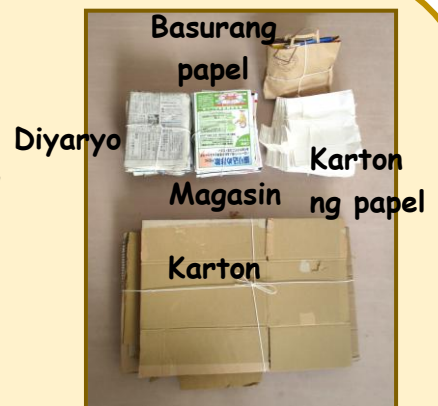 Basurang
papel
Diyaryo
Karton
ng papel
Magasin
Karton